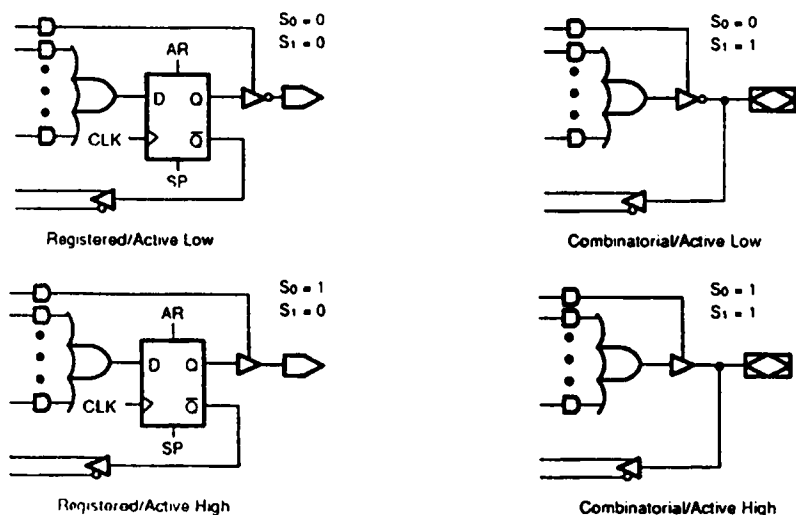 S0 = 0
S1 = 0
AR
D Q
CLK Q
SP
Registered/Active Low
S0 = 0
S1 = 1
Combinatorial/Active Low
S0 = 1
S1 = 0
AR
D Q
CLK Q
SP
Registered/Active High
S0 = 1
S1 = 1
Combinatorial/Active High